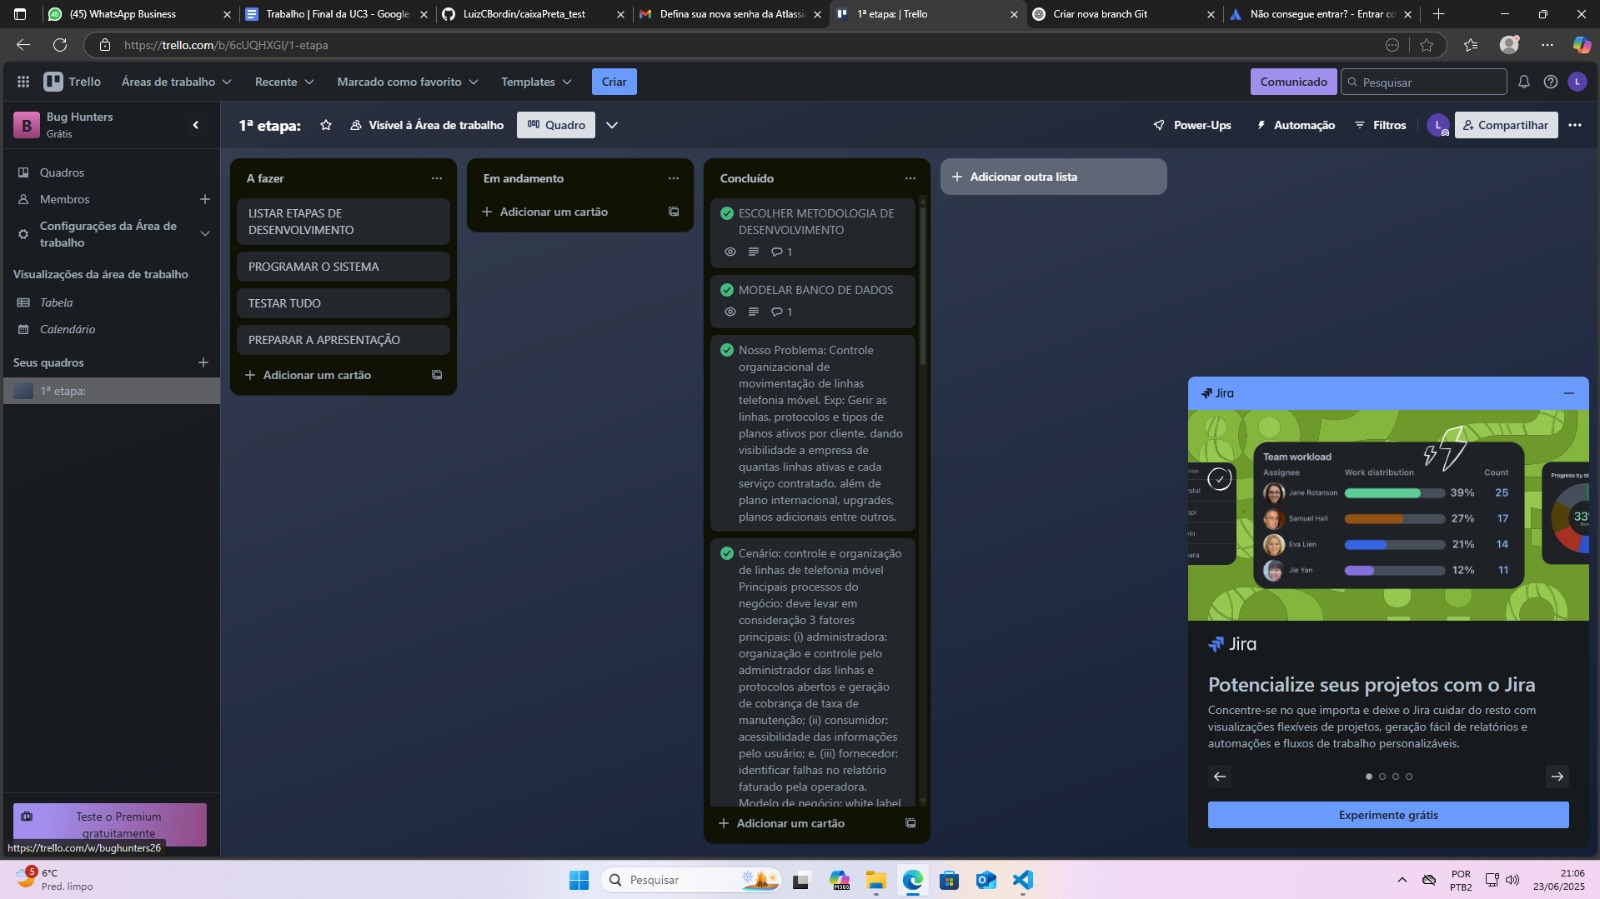 (45) WhatsApp Business
Trabalho | Final da UC3 - Google
LuizCBordin/caixaPreta_test
Defina sua nova senha da Atlassi
1ª etapa: | Trello
Criar nova branch Git
Não consegue entrar? - Entrar co
https://trello.com/b/6cUQHXGI/1-etapa
Trello
Áreas de trabalho
Recente
Marcado como favorito
Templates
Criar
Comunicado
Pesquisar
L
B
Bug Hunters
Grátis
1ª etapa:
Visível à Área de trabalho
Quadro
Power-Ups
Automação
Filtros
L
Compartilhar
Quadros
Membros
Configurações da Área de
trabalho
Visualizações da área de trabalho
Tabela
Calendário
Seus quadros
1ª etapa:
Teste o Premium
gratuitamente
https://trello.com/w/bughunters26
A fazer
LISTAR ETAPAS DE
DESENVOLVIMENTO
PROGRAMAR O SISTEMA
TESTAR TUDO
PREPARAR A APRESENTAÇÃO
Adicionar um cartão
Em andamento
Adicionar um cartão
Concluído
ESCOLHER METODOLOGIA DE
DESENVOLVIMENTO
1
MODELAR BANCO DE DADOS
1
Nosso Problema: Controle
organizacional de
movimentação de linhas
telefonia móvel. Exp: Gerir as
linhas, protocolos e tipos de
planos ativos por cliente, dando
visibilidade a empresa de
quantas linhas ativas e cada
serviço contratado, além de
plano internacional, upgrades,
planos adicionais entre outros.
Cenário: controle e organização
de linhas de telefonia móvel
Principais processos do
negócio: deve levar em
consideração 3 fatores
principais: (i) administradora:
organização e controle pelo
administrador das linhas e
protocolos abertos e geração
de cobrança de taxa de
manutenção; (ii) consumidor:
acessibilidade das informações
pelo usuário; e, (iii) fornecedor:
identificar falhas no relatório
faturado pela operadora.
Modelo de negócio: white label
Adicionar um cartão
Adicionar outra lista
Jira
Team workload
Assignee
Work distribution
Count
Jane Rotanson
39%
25
Samuel Hall
27%
17
Eva Lien
21%
14
Jie Yan
12%
11
Jira
Potencialize seus projetos com o Jira
Concentre-se no que importa e deixe o Jira cuidar do resto com
visualizações flexíveis de projetos, geração fácil de relatórios e
automações e fluxos de trabalho personalizáveis.
Experimente grátis
5
6°C
Pred. limpo
Pesquisar
M365
POR
PTB2
21:06
23/06/2025